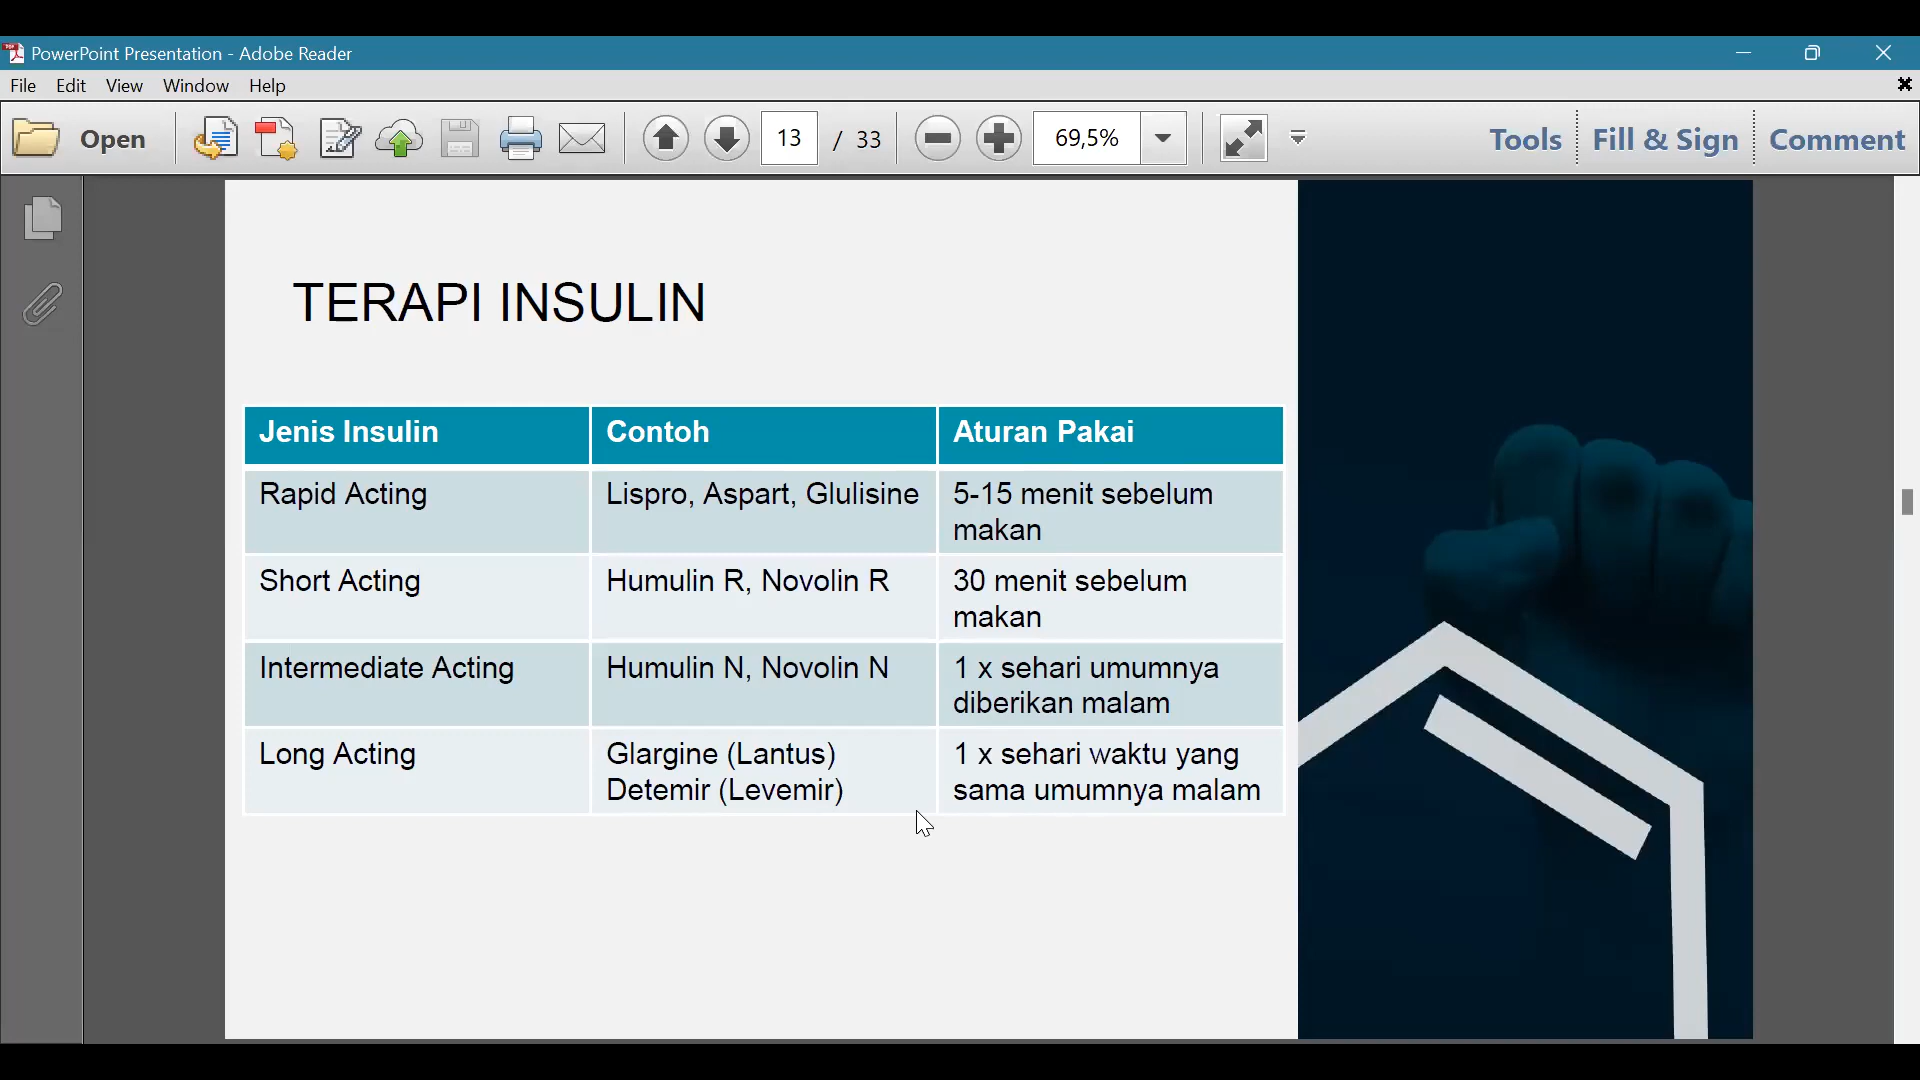 PowerPoint Presentation - Adobe Reader
File Edit View Window Help
Open 13 / 33 69,5% Tools Fill & Sign Comment
TERAPI INSULIN
Jenis Insulin Contoh Aturan Pakai
Rapid Acting Lispro, Aspart, Glulisine 5-15 menit sebelum
makan
Short Acting Humulin R, Novolin R 30 menit sebelum
makan
Intermediate Acting Humulin N, Novolin N 1 x sehari umumnya
diberikan malam
Long Acting Glargine (Lantus) 1 x sehari waktu yang
Detemir (Levemir) sama umumnya malam